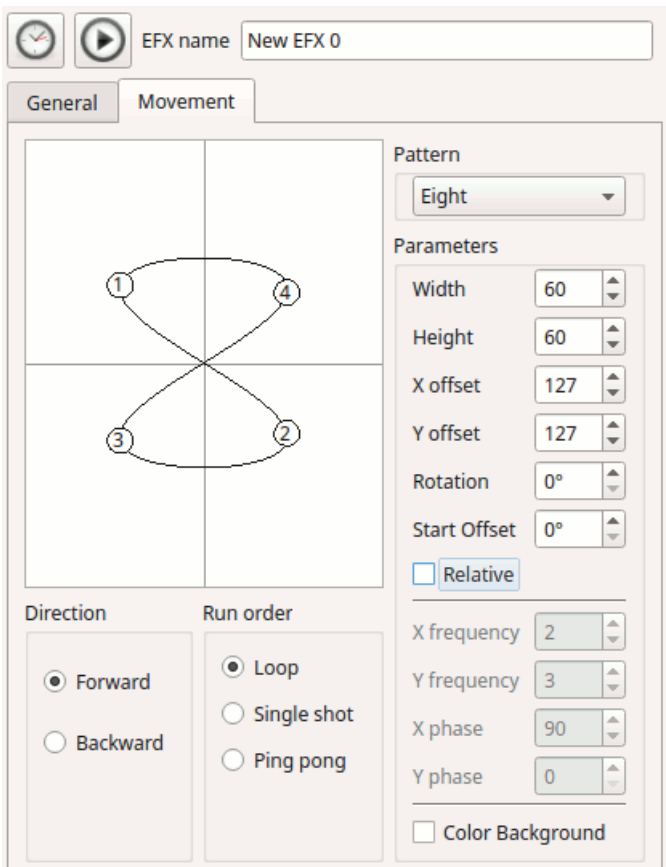 EFX name New EFX 0
General Movement
Pattern
Eight
1
4
3
2
Parameters
Width 60
Height 60
X offset 127
Y offset 127
Rotation 0°
Start Offset 0°
Relative
X frequency 2
Y frequency 3
X phase 90
Y phase 0
Color Background
Direction
Forward
Backward
Run order
Loop
Single shot
Ping pong